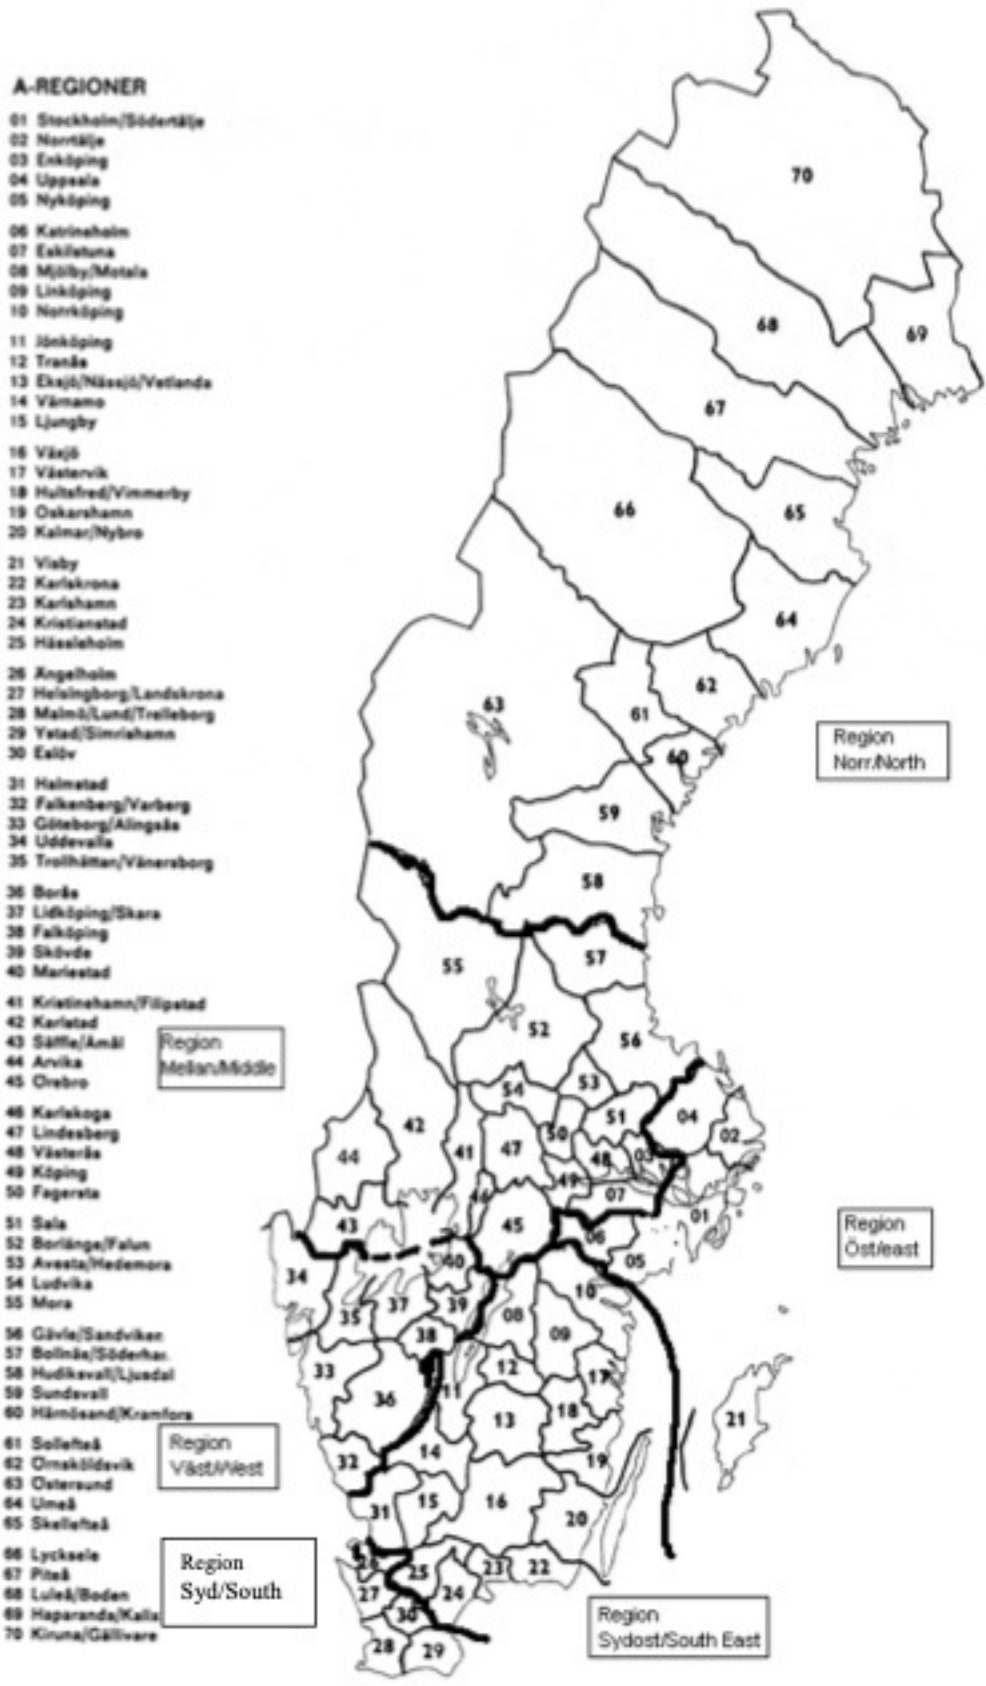 A-REGIONER
01 Stockholm/Södertälje
02 Norrtälje
03 Enköping
04 Uppsala
05 Nyköping
06 Katrineholm
07 Eskilstuna
08 Mjölby/Motala
09 Linköping
10 Norrköping
11 Jönköping
12 Tranås
13 Eksjö/Nässjö/Vetlanda
14 Värnamo
15 Ljungby
16 Växjö
17 Västervik
18 Hultsfred/Vimmerby
19 Oskarshamn
20 Kalmar/Nybro
21 Visby
22 Karlskrona
23 Karlshamn
24 Kristianstad
25 Hässleholm
26 Ängelholm
27 Helsingborg/Landskrona
28 Malmö/Lund/Trelleborg
29 Ystad/Simrishamn
30 Eslöv
31 Halmstad
32 Falkenberg/Varberg
33 Göteborg/Alingsås
34 Uddevalla
35 Trollhättan/Vänersborg
36 Borås
37 Lidköping/Skara
38 Falköping
39 Skövde
40 Mariestad
41 Kristinehamn/Filipstad
42 Karlstad
43 Säffle/Åmål
44 Arvika
45 Örebro
46 Karlskoga
47 Lindesberg
48 Västerås
49 Köping
50 Fagersta
51 Sala
52 Borlänge/Falun
53 Avesta/Hedemora
54 Ludvika
55 Mora
56 Gävle/Sandviken
57 Bollnäs/Söderham.
58 Hudiksvall/Ljusdal
59 Sundsvall
60 Härnösand/Kramfors
61 Sollefteå
62 Örnsköldsvik
63 Östersund
64 Umeå
65 Skellefteå
66 Lycksele
67 Piteå
68 Luleå/Boden
69 Haparanda/Kalix
70 Kiruna/Gällivare
70
69
68
67
66
65
64
63
62
61
60
59
58
57
55
52
56
53
54
51
50
04
02
42
44
41
47
48
03
49
07
46
45
43
01
06
05
34
40
10
35
37
39
08
09
38
33
12
17
36
11
13
18
21
32
14
19
31
15
16
20
26
25
23
22
27
24
30
28
29
Region
Norr/North
Region
Mellan/Middle
Region
Öst/east
Region
Väst/West
Region
Syd/South
Region
Sydost/South East